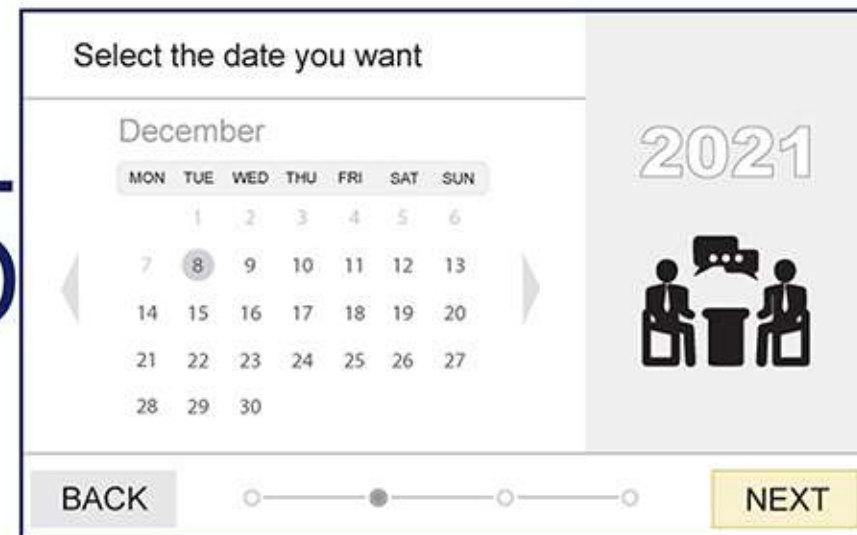 Select the date you want
December
MON TUE WED THU FRI SAT SUN
1 2 3 4 5 6
7 8 9 10 11 12 13
14 15 16 17 18 19 20
21 22 23 24 25 26 27
28 29 30
2021
BACK
NEXT